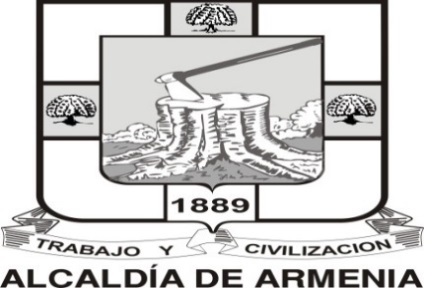 1889
TRABAJO Y CIVILIZACION
ALCALDÍA DE ARMENIA